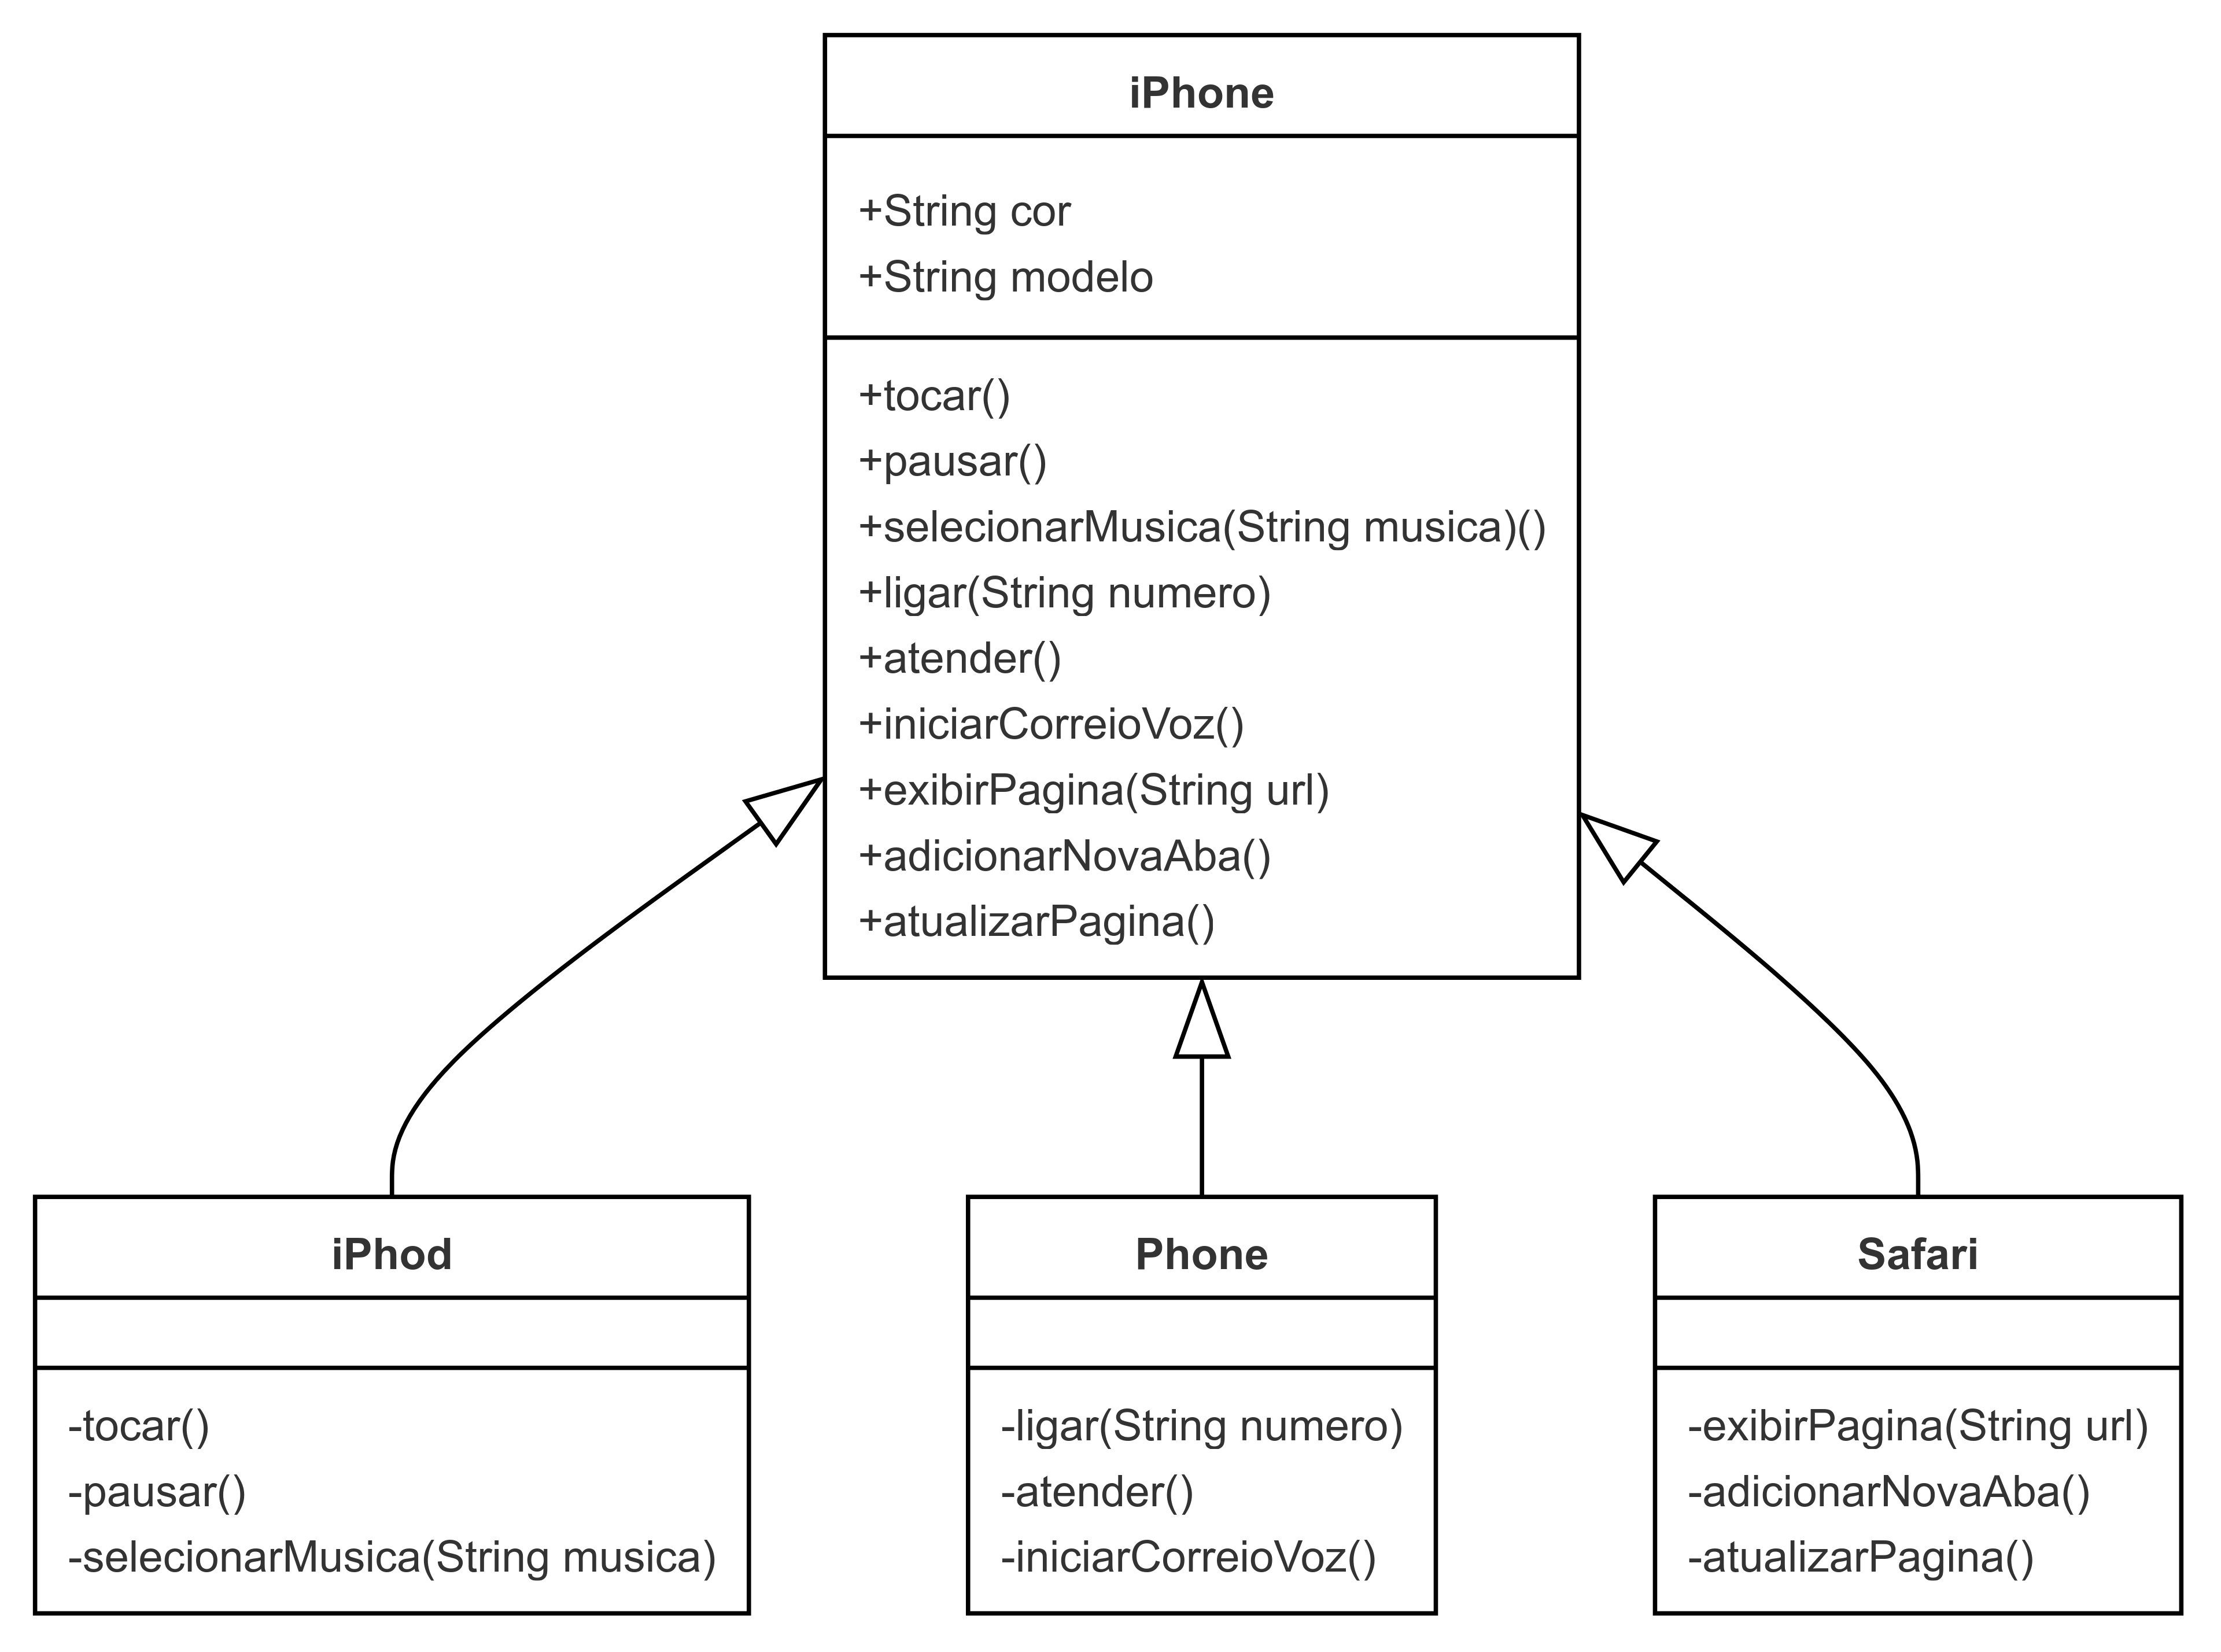 iPhone
+String cor
+String modelo
+tocar()
+pausar()
+selecionarMusica(String musica)()
+ligar(String numero)
+atender()
+iniciarCorreioVoz()
+exibirPagina(String url)
+adicionarNovaAba()
+atualizarPagina()
iPhod
-tocar()
-pausar()
-selecionarMusica(String musica)
Phone
-ligar(String numero)
-atender()
-iniciarCorreioVoz()
Safari
-exibirPagina(String url)
-adicionarNovaAba()
-atualizarPagina()